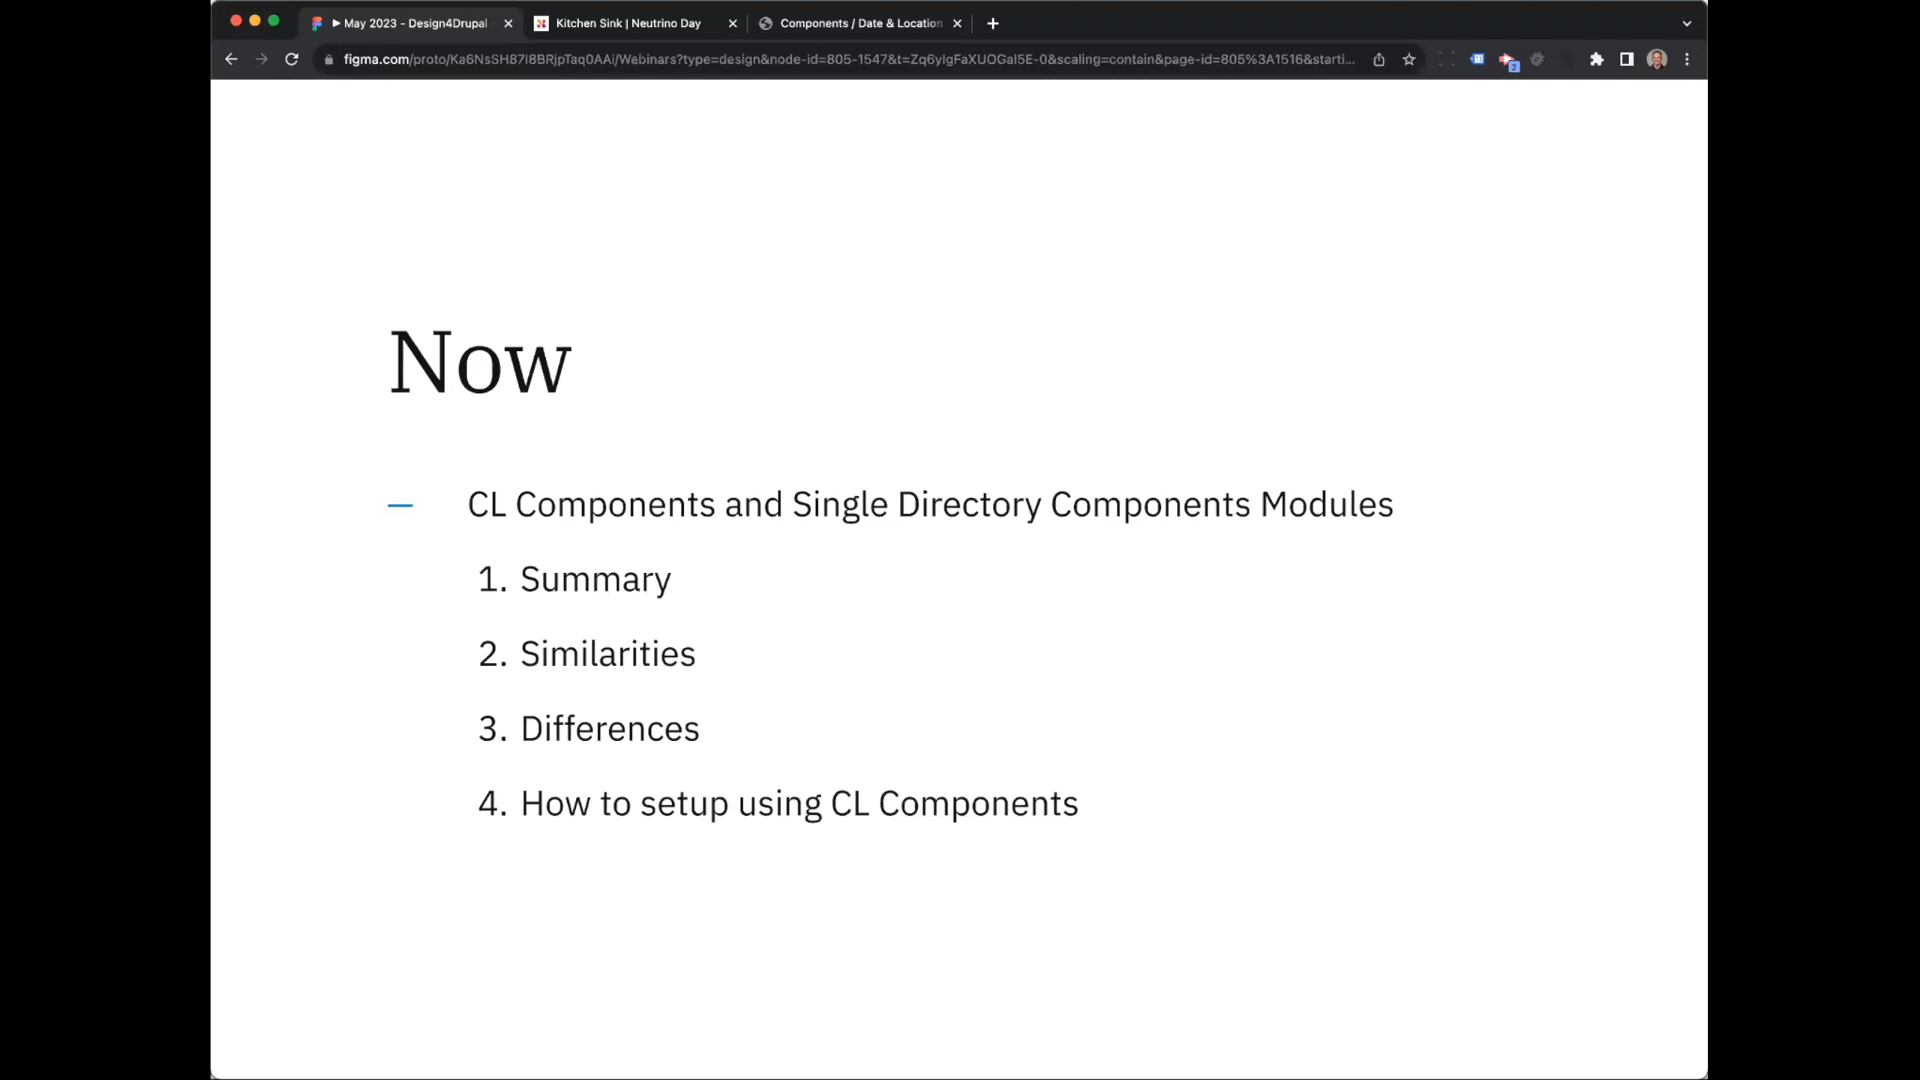 May 2023 - Design4Drupal
Kitchen Sink | Neutrino Day
Components / Date & Location
figma.com/proto/Ka6NsSH87I8BRjpTaq0AAi/Webinars?type=design&node-id=805-1547&t=Zq6yIgFaXUOGaI5E-0&scaling=contain&page-id=805%3A1516&starti...
2
Now
— CL Components and Single Directory Components Modules
1. Summary
2. Similarities
3. Differences
4. How to setup using CL Components